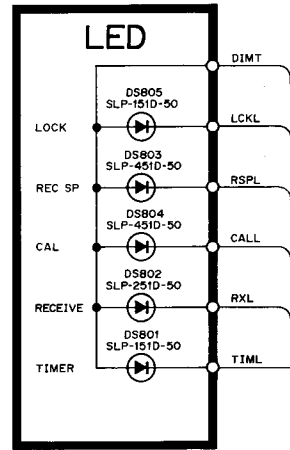 LED
DIMT
DS805
SLP-151D-50
LOCK
LCKL
DS803
SLP-451D-50
REC SP
RSPL
DS804
SLP-451D-50
CAL
CALL
DS802
SLP-251D-50
RECEIVE
RXL
DS801
SLP-151D-50
TIMER
TIML